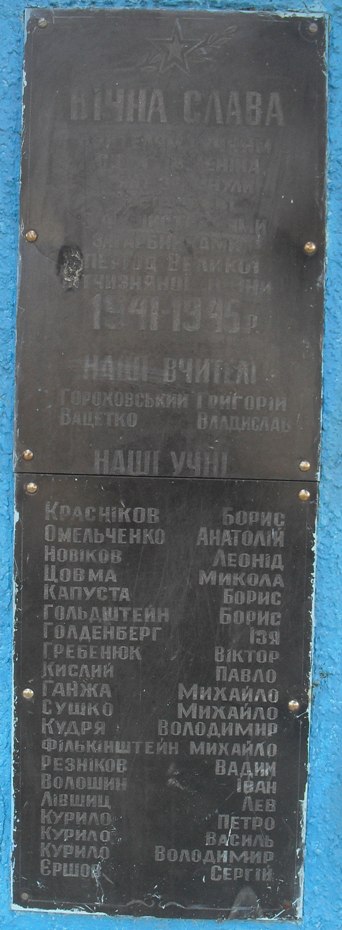 ВІЧНА СЛАВА
ПЕРІОД ВЕЛИКОЇ
1941-1945 р.
НАШІ ВЧИТЕЛІ
ГОРОХОВСЬКИЙ ГРИГОРІЙ
ВАЦЕТКО ВЛАДИСЛАВ
НАШІ УЧНІ
КРАСНІКОВ БОРИС
ОМЕЛЬЧЕНКО АНАТОЛІЙ
НОВІКОВ ЛЕОНІД
ЦОВМА МИКОЛА
КАПУСТА БОРИС
ГОЛЬДШТЕЙН БОРИС
ГОЛДЕНБЕРГ ІЗЯ
ГРЕБЕНЮК ВІКТОР
КИСЛИЙ ПАВЛО
ГАНЖА МИХАЙЛО
СУШКО МИХАЙЛО
КУДРЯ ВОЛОДИМИР
ФІЛЬКІНШТЕЙН МИХАЙЛО
РЕЗНІКОВ ВАДИМ
ВОЛОШИН ІВАН
ЛІВШИЦ ЛЕВ
КУРИЛО ПЕТРО
КУРИЛО ВАСИЛЬ
КУРИЛО ВОЛОДИМИР
ЄРШОВ СЕРГІЙ